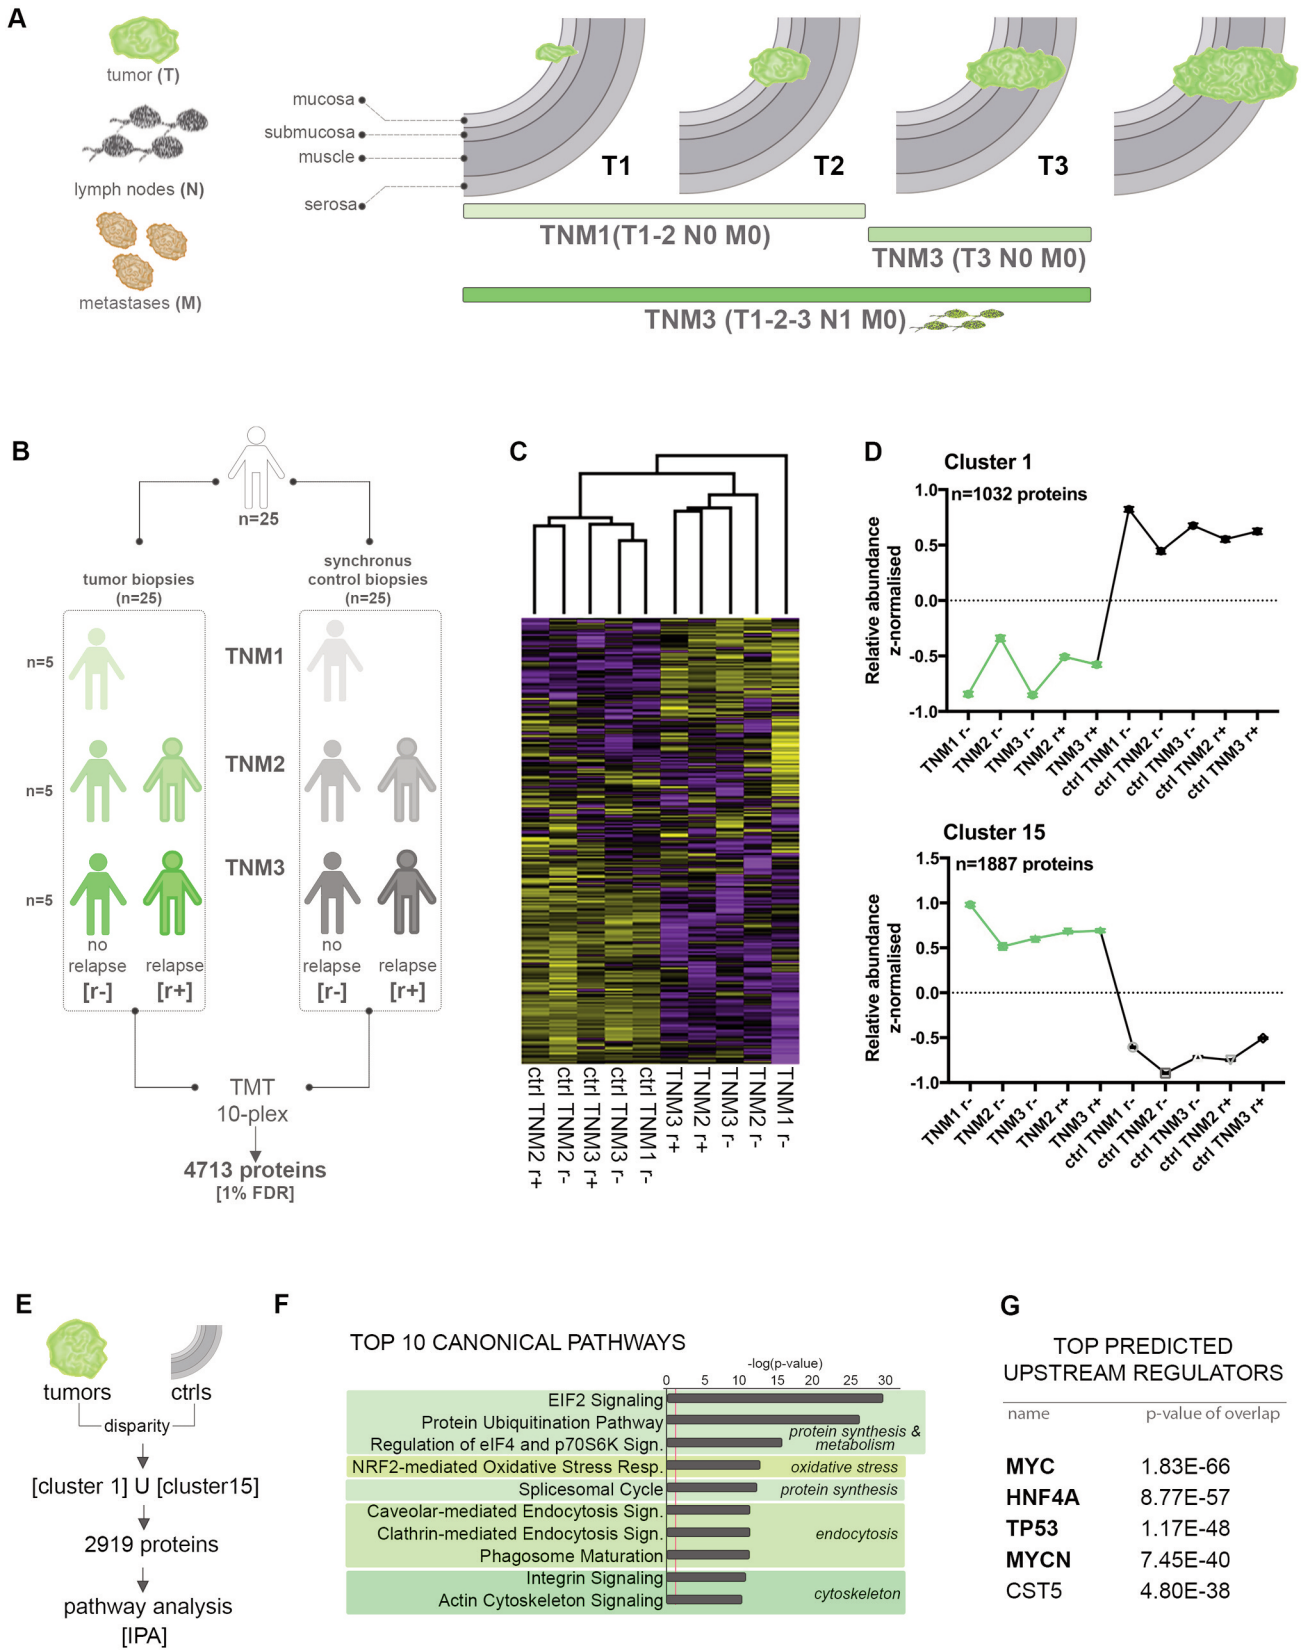 A
tumor (T)
lymph nodes (N)
metastases (M)
mucosa
submucosa
muscle
serosa
T1
T2
T3
TNM1(T1-2 N0 M0)
TNM3 (T3 N0 M0)
TNM3 (T1-2-3 N1 M0)
B
n=25
tumor biopsies
(n=25)
synchronus
control biopsies
(n=25)
n=5
TNM1
n=5
TNM2
n=5
TNM3
no
relapse
[r-]
relapse
[r+]
no
relapse
[r-]
relapse
[r+]
TMT
10-plex
4713 proteins
[1% FDR]
C
ctrl TNM2 r+
ctrl TNM2 r-
ctrl TNM3 r+
ctrl TNM3 r-
ctrl TNM1 r-
TNM3 r+
TNM2 r+
TNM3 r-
TNM2 r-
TNM1 r-
D
Cluster 1
n=1032 proteins
Relative abundance
z-normalised
1.0
0.5
0.0
-0.5
-1.0
TNM1 r-
TNM2 r-
TNM3 r-
TNM2 r+
TNM3 r+
ctrl TNM1 r-
ctrl TNM2 r-
ctrl TNM3 r-
ctrl TNM2 r+
ctrl TNM3 r+
Cluster 15
n=1887 proteins
Relative abundance
z-normalised
1.5
1.0
0.5
0.0
-0.5
-1.0
TNM1 r-
TNM2 r-
TNM3 r-
TNM2 r+
TNM3 r+
ctrl TNM1 r-
ctrl TNM2 r-
ctrl TNM3 r-
ctrl TNM2 r+
ctrl TNM3 r+
E
tumors
ctrls
disparity
[cluster 1] U [cluster15]
2919 proteins
pathway analysis
[IPA]
F
TOP 10 CANONICAL PATHWAYS
-log(p-value)
0 5 10 15 20 25 30
EIF2 Signaling
Protein Ubiquitination Pathway
Regulation of eIF4 and p70S6K Sign.
protein synthesis &
metabolism
NRF2-mediated Oxidative Stress Resp.
oxidative stress
Splicesomal Cycle
protein synthesis
Caveolar-mediated Endocytosis Sign.
Clathrin-mediated Endocytosis Sign.
endocytosis
Phagosome Maturation
Integrin Signaling
Actin Cytoskeleton Signaling
cytoskeleton
G
TOP PREDICTED
UPSTREAM REGULATORS
name p-value of overlap
MYC 1.83E-66
HNF4A 8.77E-57
TP53 1.17E-48
MYCN 7.45E-40
CST5 4.80E-38